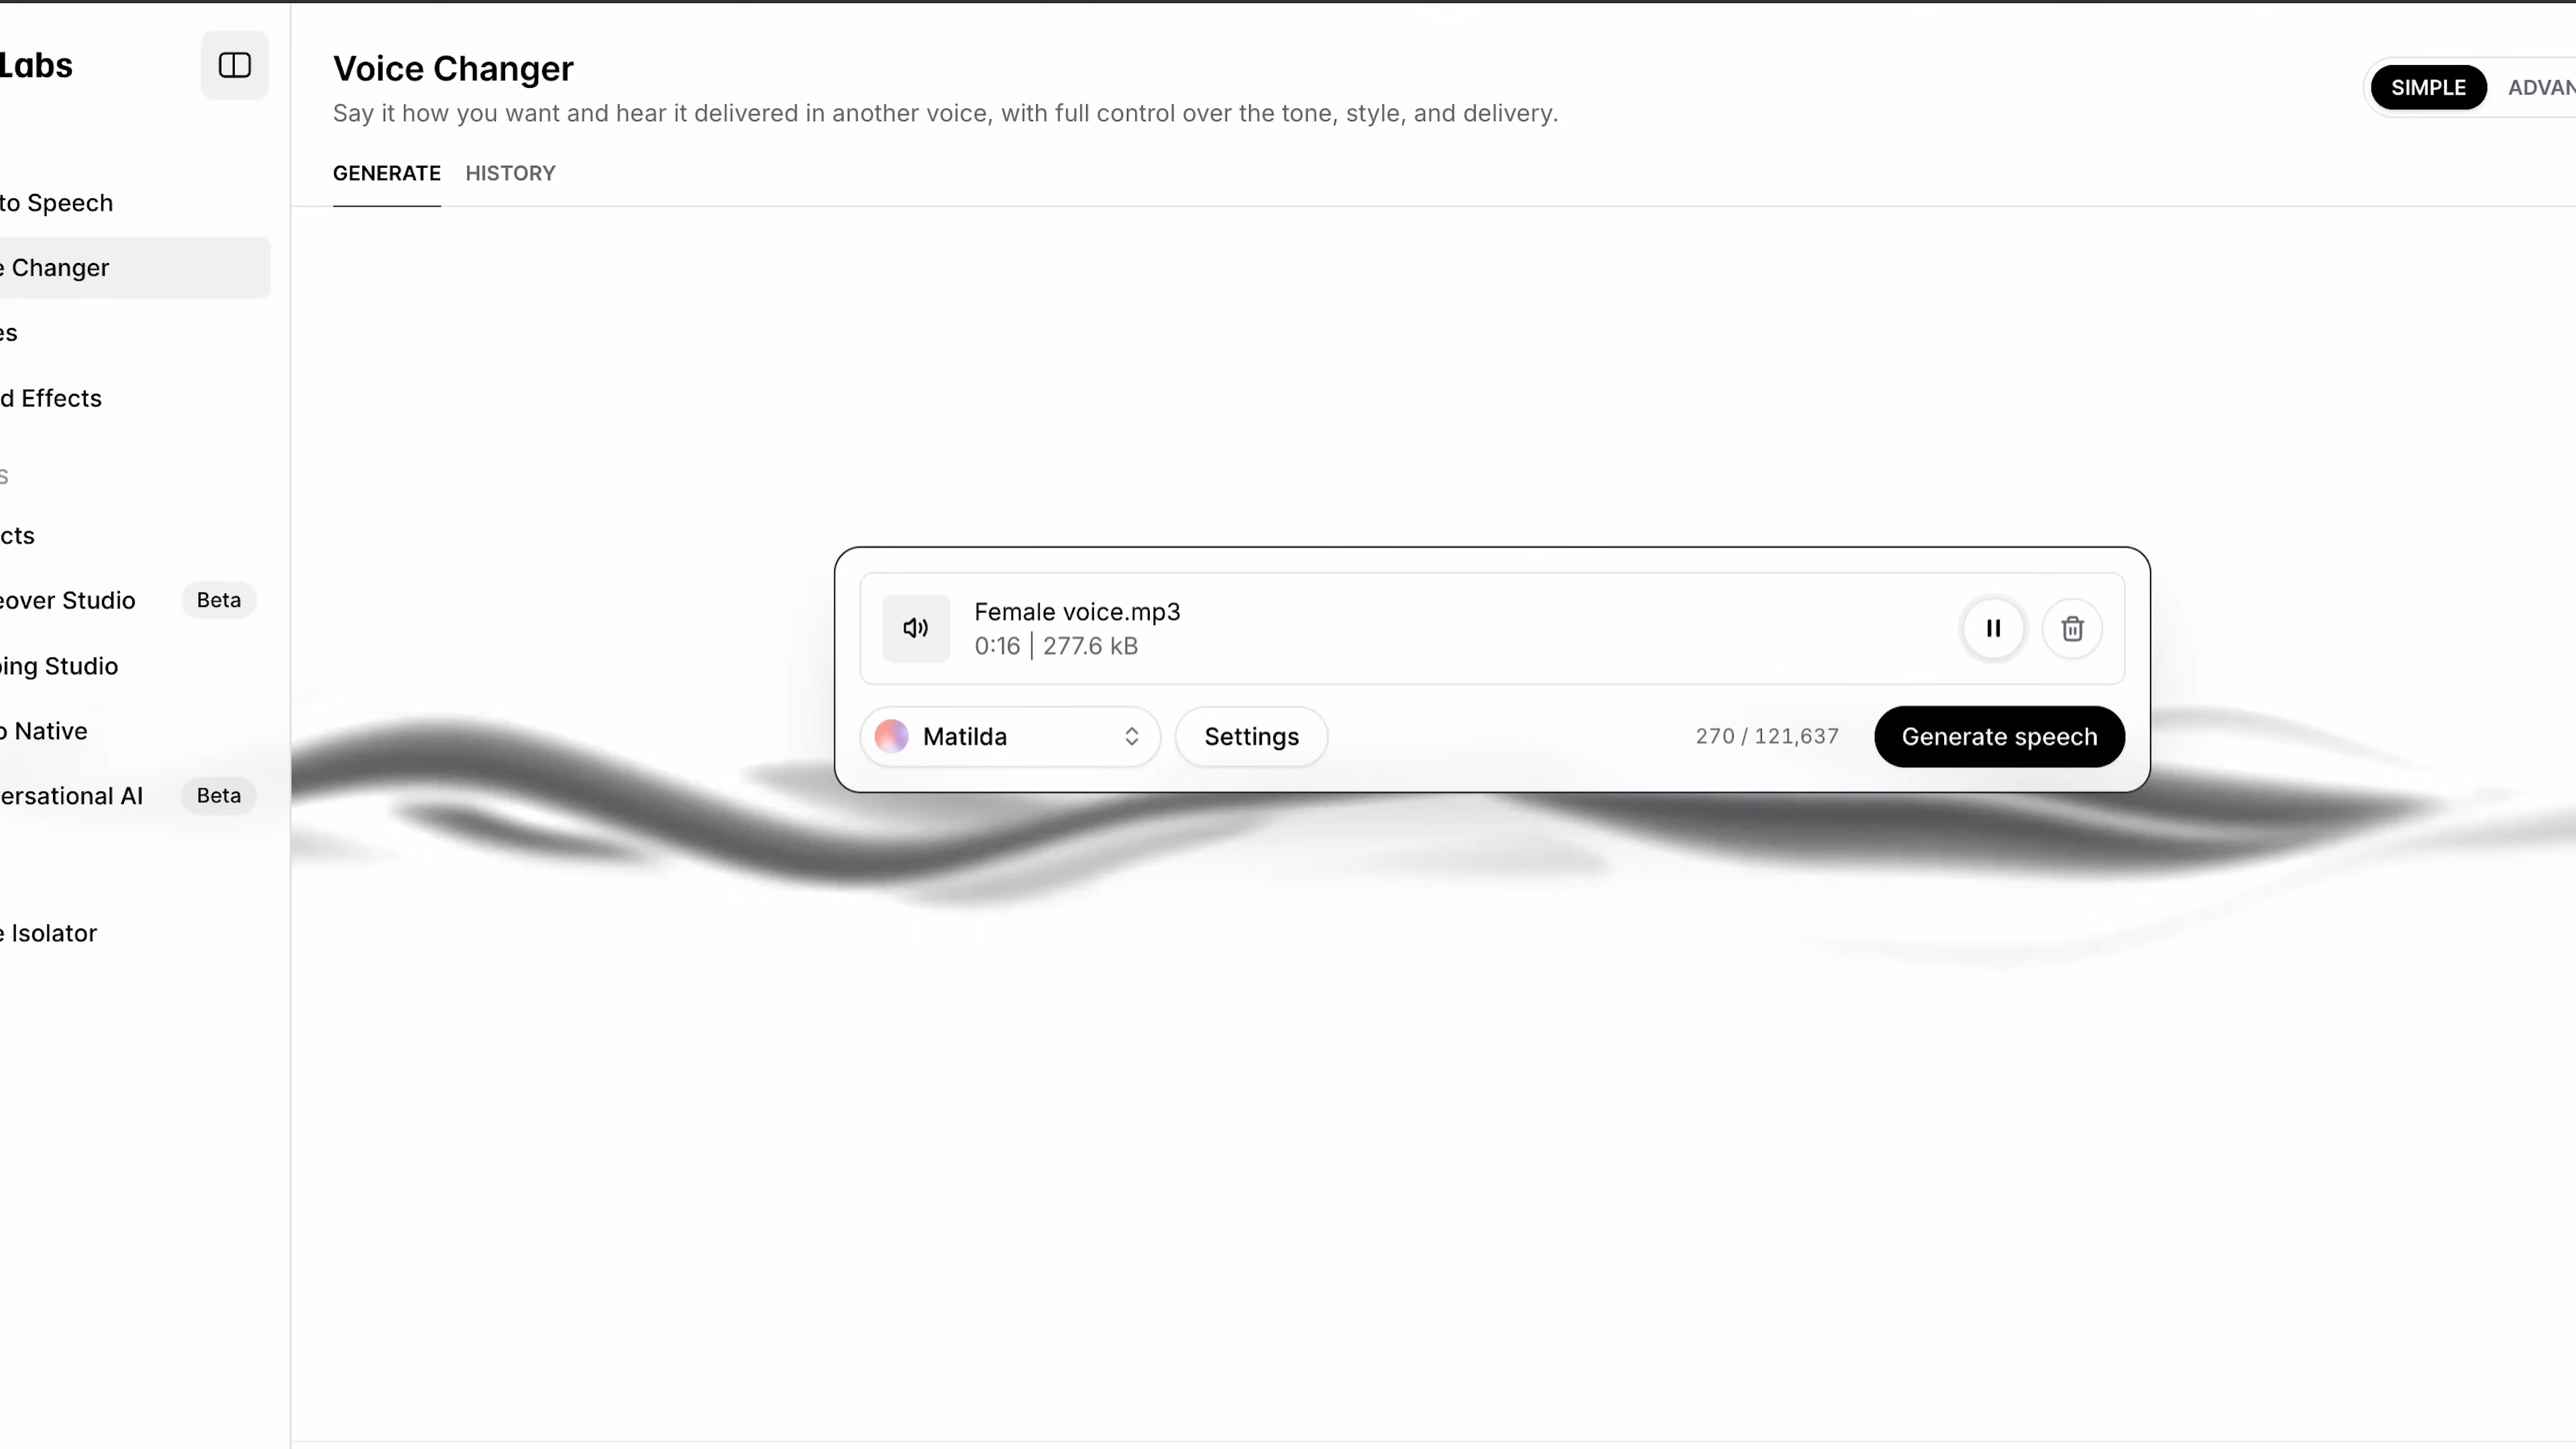 Labs
to Speech
e Changer
es
d Effects
s
cts
eover Studio
Beta
ping Studio
o Native
ersational AI
Beta
e Isolator
Voice Changer
Say it how you want and hear it delivered in another voice, with full control over the tone, style, and delivery.
SIMPLE ADVAN
GENERATE HISTORY
Female voice.mp3
0:16 | 277.6 kB
Matilda
Settings
270 / 121,637
Generate speech